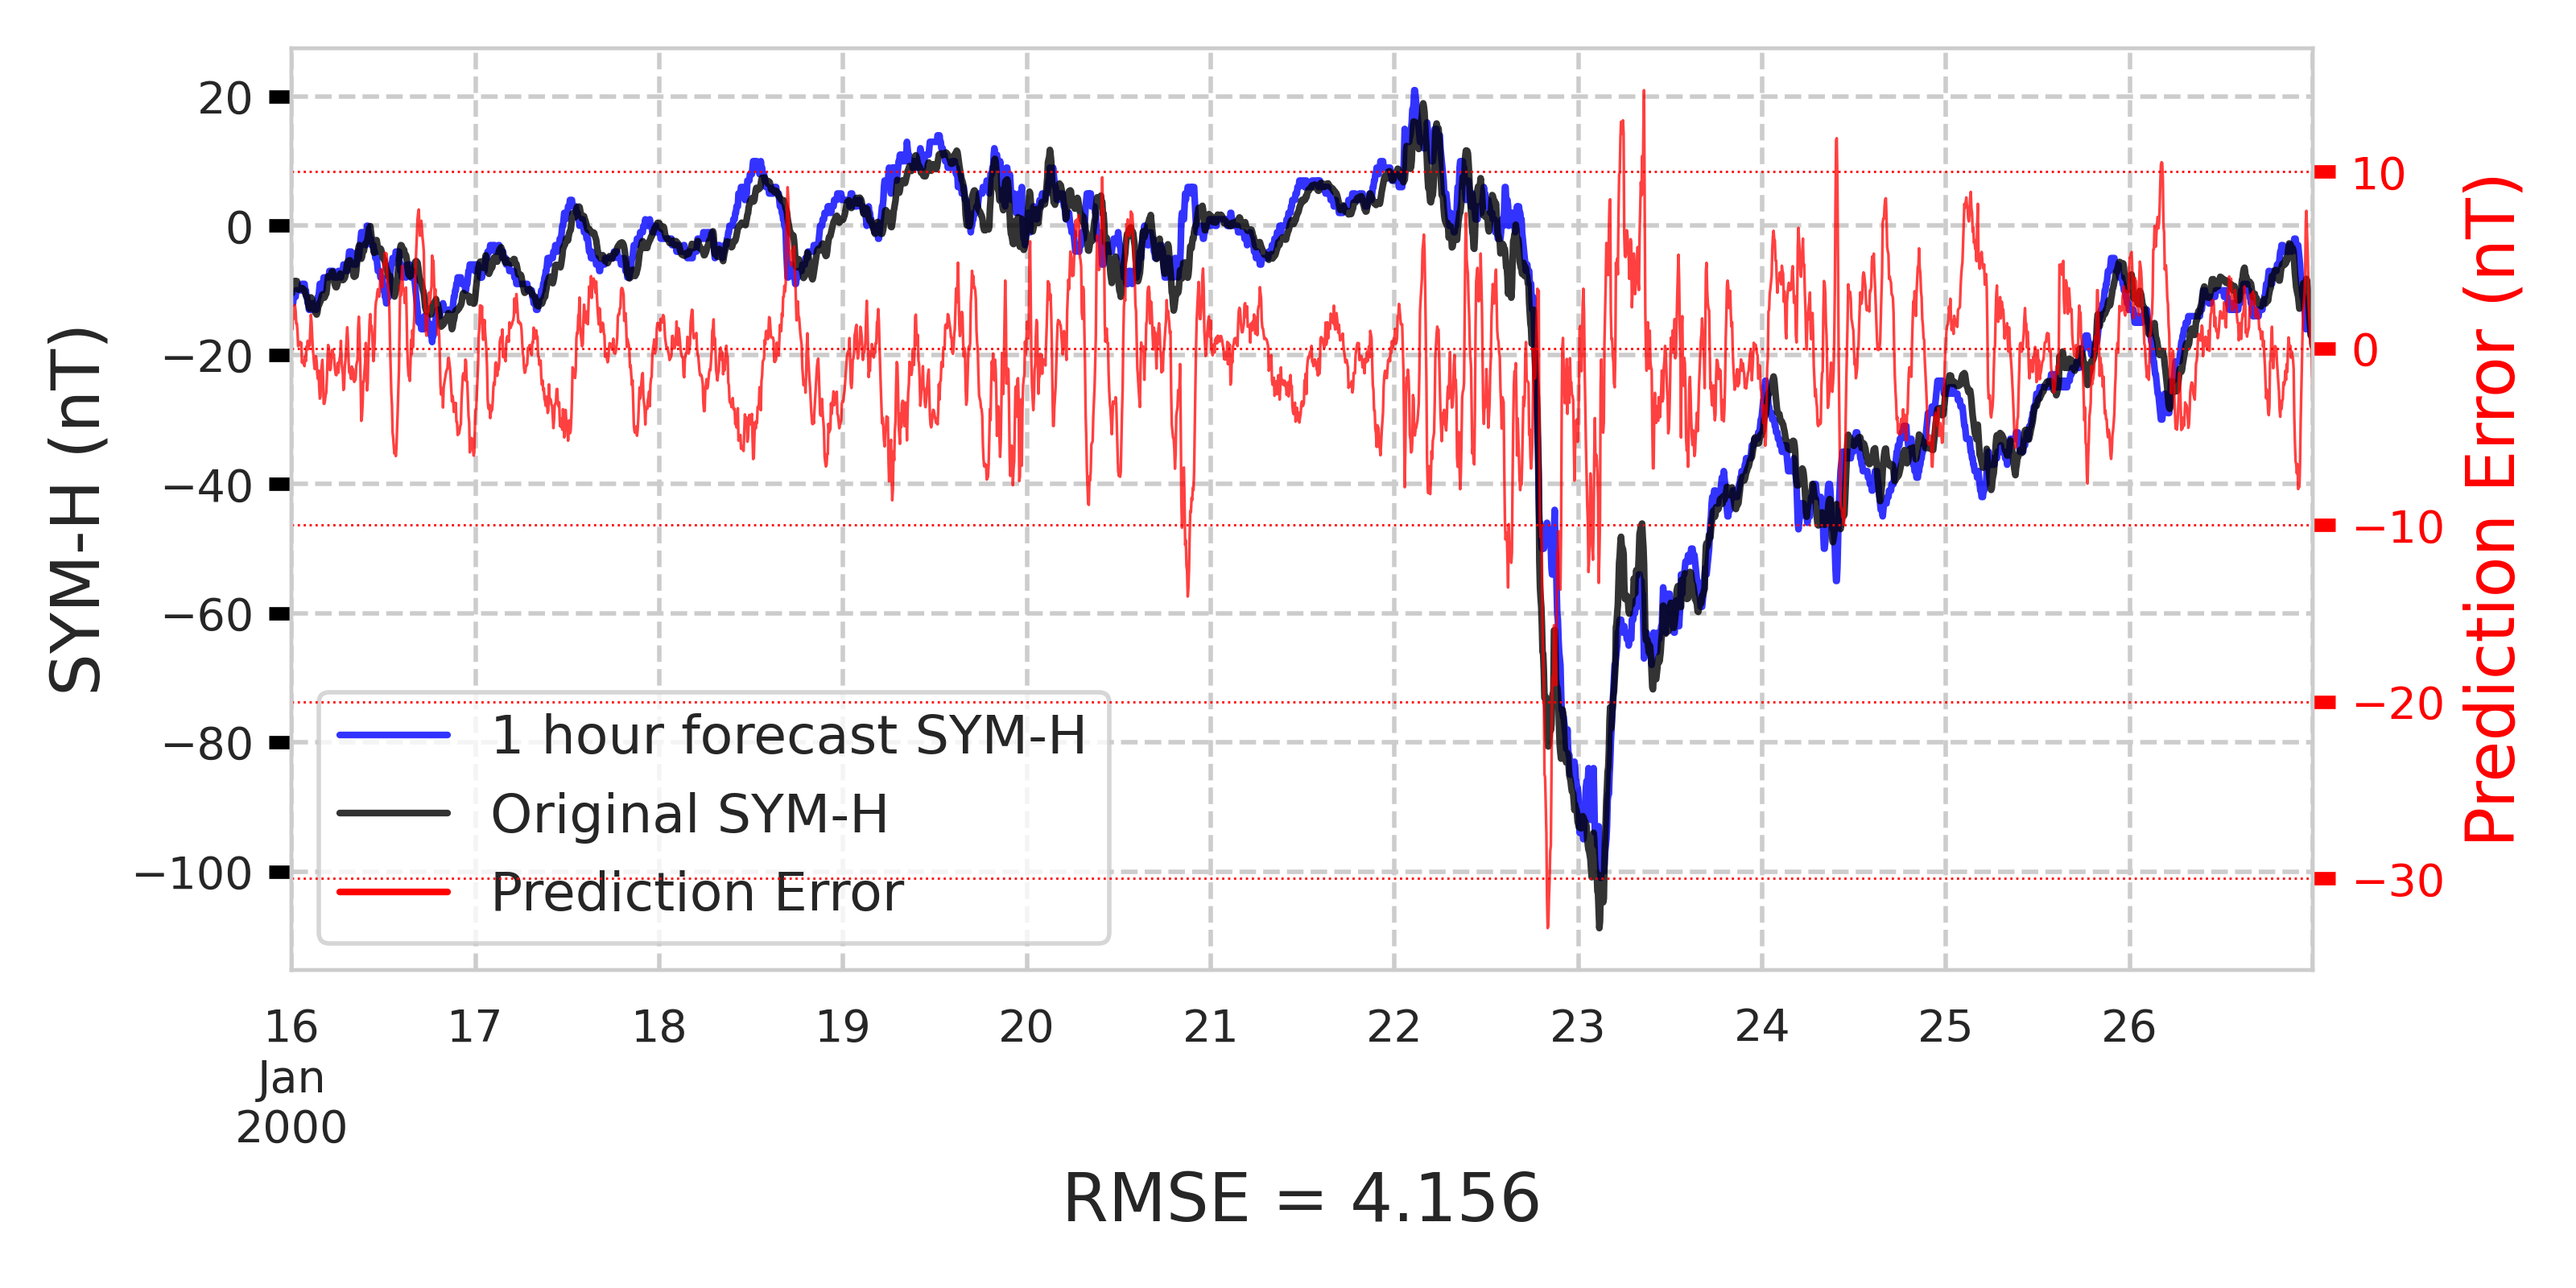 SYM-H (nT)
20
0
−20
−40
−60
−80
−100
1 hour forecast SYM-H
Original SYM-H
Prediction Error
10
0
−10
−20
−30
Prediction Error (nT)
16 17 18 19 20 21 22 23 24 25 26
Jan
2000
RMSE = 4.156